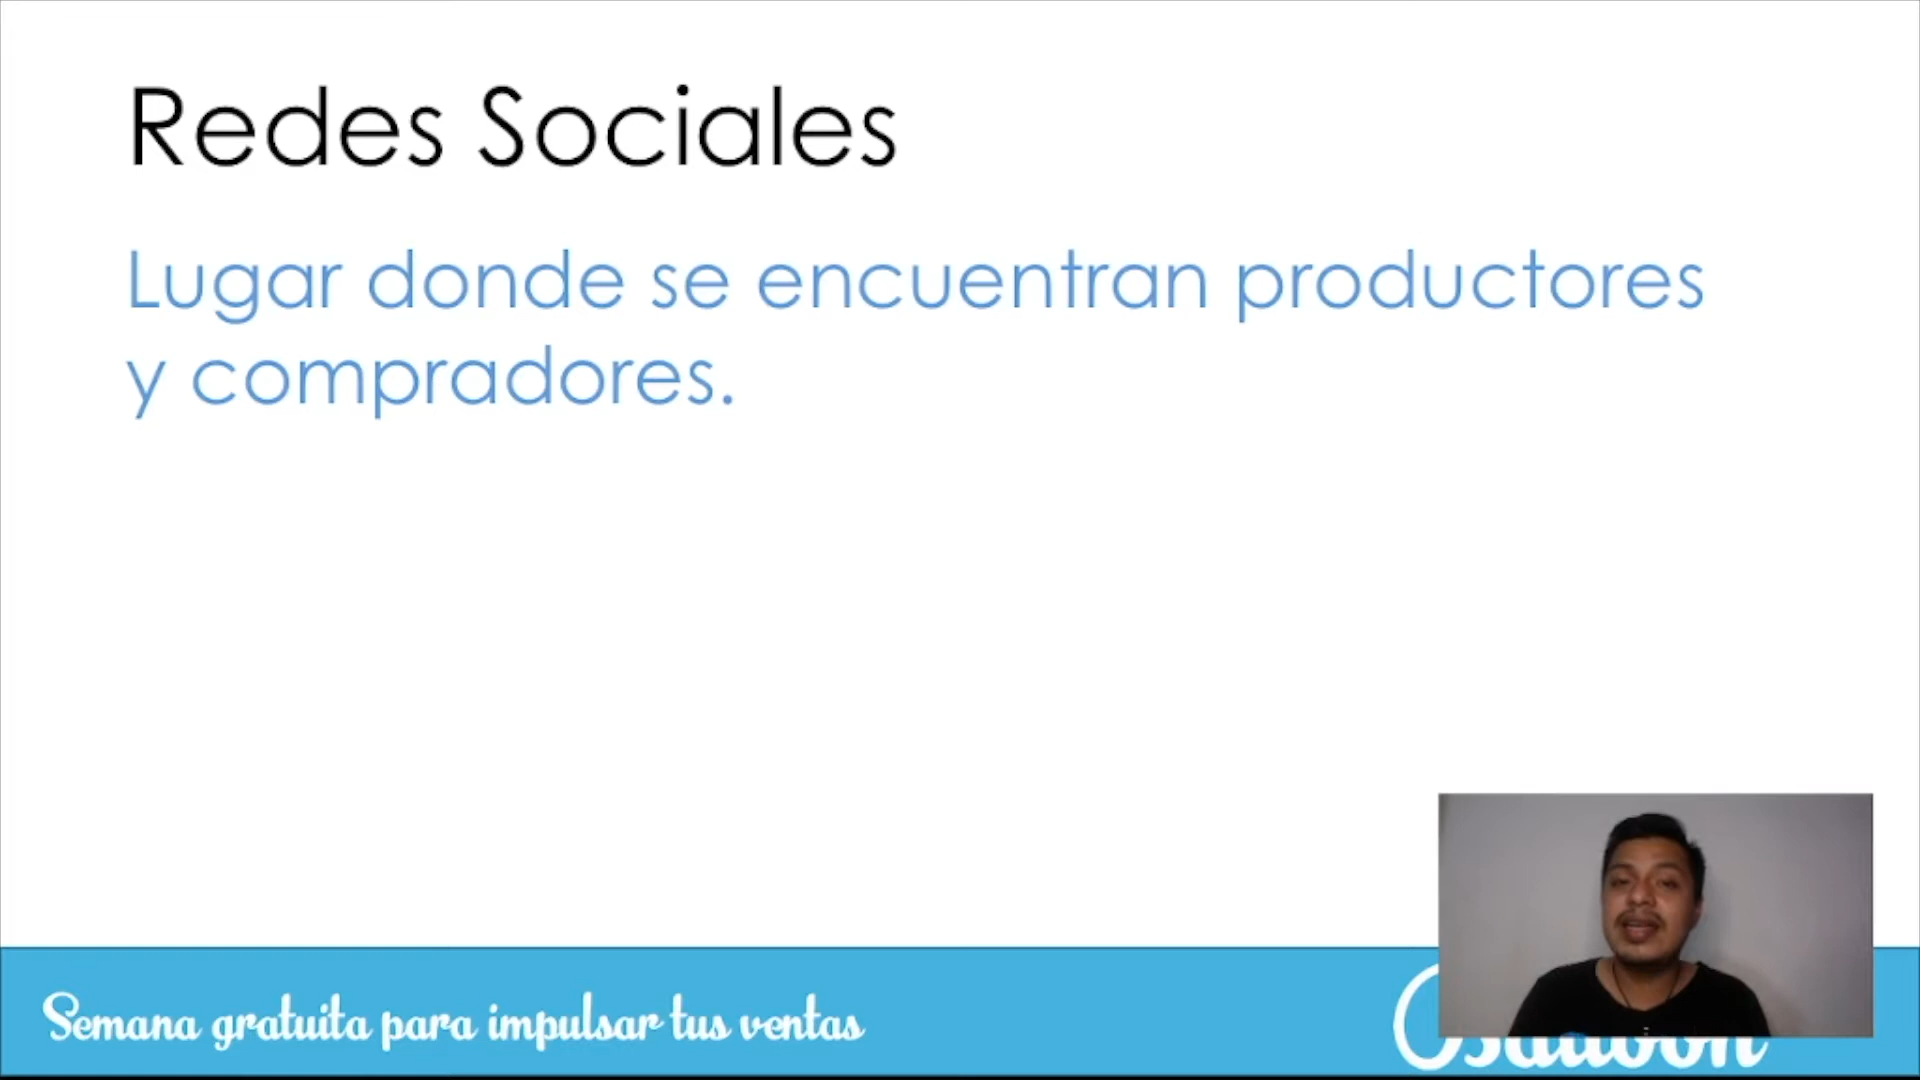 Redes Sociales
Lugar donde se encuentran productores
y compradores.
Semana gratuita para impulsar tus ventas